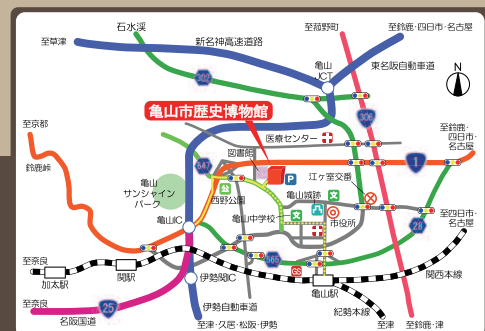 石水渓
至菰野町
至鈴鹿・四日市・名古屋
至草津
新名神高速道路
亀山
JCT
東名阪自動車道
N
302
306
亀山市歴史博物館
至京都
医療センター
至鈴鹿・
四日市・
名古屋
鈴鹿峠
図書館
647
1
P
江ヶ室交番
亀山
サンシャイン
パーク
西野公園
亀山城跡
文
亀山中学校
文
市役所
至四日市・
名古屋
亀山IC
28
565
至奈良
加太駅
関駅
伊勢関IC
GS
亀山駅
関西本線
至奈良
25
名阪国道
伊勢自動車道
紀勢本線
至津・久居・松阪・伊勢
至津
至鈴鹿・津